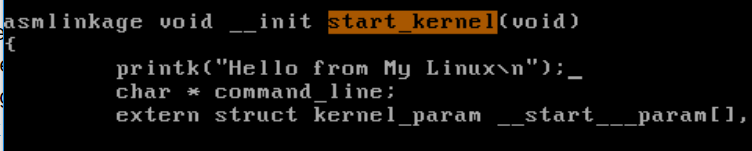 asmlinkage void __init start_kernel(void)
{
        printk("Hello from My Linux\n");_
        char * command_line;
        extern struct kernel_param __start___param[],